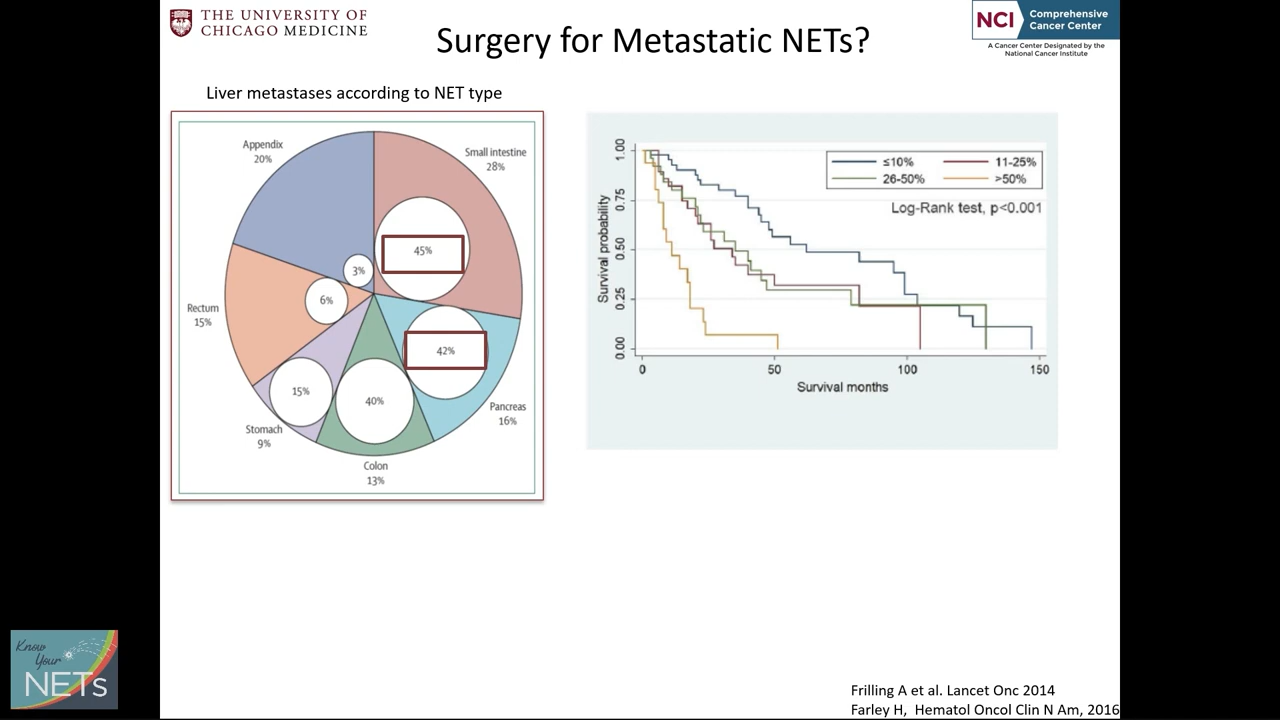 THE UNIVERSITY OF
CHICAGO MEDICINE
Surgery for Metastatic NETs?
NCI
Comprehensive
Cancer Center
A Cancer Center Designated by the
National Cancer Institute
Liver metastases according to NET type
Appendix
20%
Small intestine
28%
45%
3%
6%
Rectum
15%
42%
15%
40%
Stomach
9%
Pancreas
16%
Colon
13%
≤10%
11-25%
26-50%
>50%
Log-Rank test, p<0.001
Survival probability
1.00
0.75
0.50
0.25
0.00
0
50
100
150
Survival months
Know
Your
NETs
Frilling A et al. Lancet Onc 2014
Farley H, Hematol Oncol Clin N Am, 2016